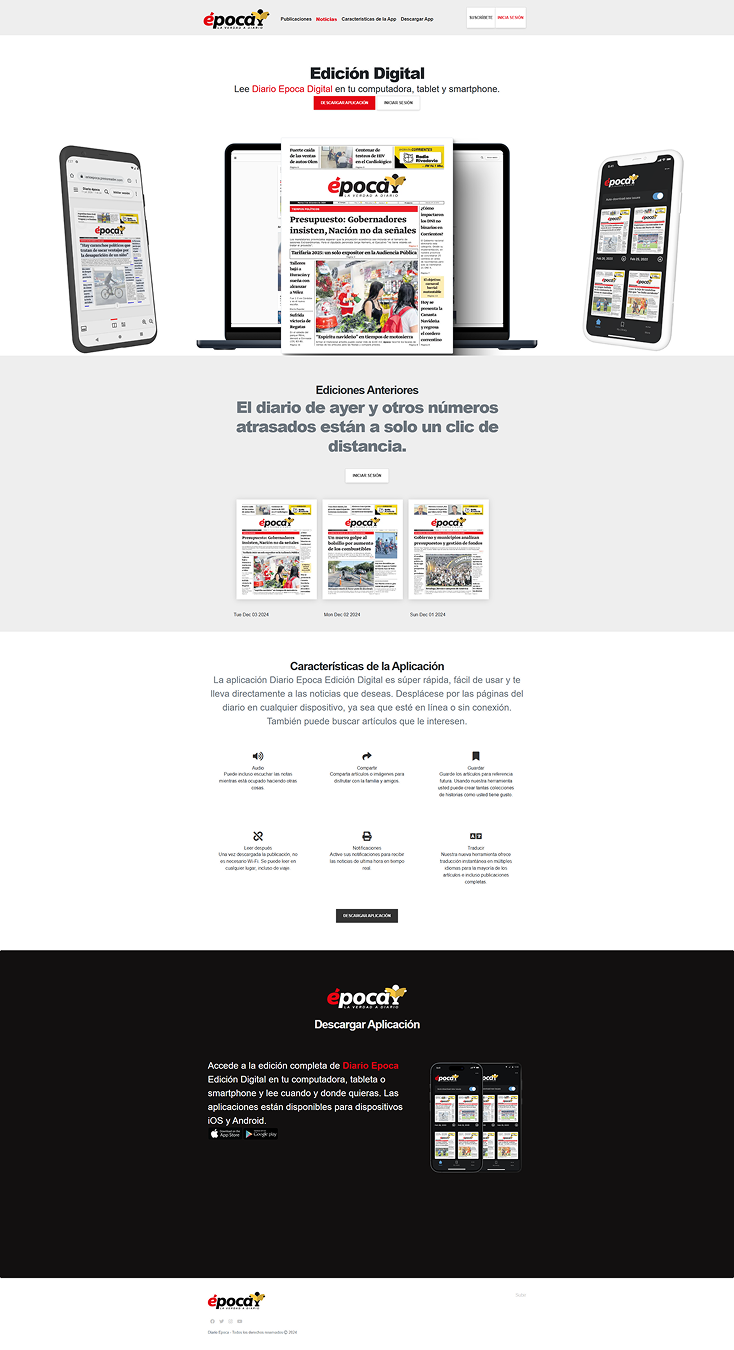 época
LA VERDAD A DIARIO
Publicaciones Noticias Características de la App Descargar App
SUSCRÍBETE INICIA SESIÓN
Edición Digital
Lee Diario Epoca Digital en tu computadora, tablet y smartphone.
DESCARGAR APLICACIÓN INICIAR SESIÓN
Fuerte caída
de las ventas
de autos 0km
Centenar de
testeos de HIV
en el Cardiológico
Radio
Rivadavia
época
LA VERDAD A DIARIO
Presupuesto: Gobernadores
insisten, Nación no da señales
Tarifaria 2025: un solo expositor en la Audiencia Pública
Talleres
bajó a
Huracán y
sueña con
alcanzar
a Vélez
Sufrida
victoria de
Regatas
"Espíritu navideño" en tiempos de motosierra
¿Cómo
impactaron
los DNI no
binarios en
Corrientes?
Hoy se
presenta la
Canasta
Navideña
y regresa
el cordero
correntino
época
"Hay manchas políticas que
tratan de sacar ventajas por
la desaparición de un niño"
época
Ediciones Anteriores
El diario de ayer y otros números
atrasados están a solo un clic de
distancia.
INICIAR SESIÓN
época
Presupuesto: Gobernadores
insisten, Nación no da señales
época
Un nuevo golpe al
bolsillo por aumento
de los combustibles
época
Gobierno y municipios analizan
presupuestos y gestión de fondos
Tue Dec 03 2024
Mon Dec 02 2024
Sun Dec 01 2024
Características de la Aplicación
La aplicación Diario Epoca Edición Digital es súper rápida, fácil de usar y te
lleva directamente a las noticias que deseas. Desplácese por las páginas del
diario en cualquier dispositivo, ya sea que esté en línea o sin conexión.
También puede buscar artículos que le interesen.
Audio
Puede incluso escuchar las notas
mientras está ocupado haciendo otras
cosas.
Compartir
Comparta artículos o imágenes para
disfrutar con la familia y amigos.
Guardar
Guarde los artículos para referencia
futura. Usando nuestra herramienta
usted puede crear tantas colecciones
de historias como usted tiene guste.
Leer después
Una vez descargada la publicación, no
es necesario Wi-Fi. Se puede leer en
cualquier lugar, incluso de viaje.
Notificaciones
Active sus notificaciones para recibir
las noticias de última hora en tiempo
real.
Traducir
Nuestra nueva herramienta ofrece
traducción instantánea en múltiples
idiomas para la mayoría de los
artículos e incluso publicaciones
completas.
DESCARGAR APLICACIÓN
época
LA VERDAD A DIARIO
Descargar Aplicación
Accede a la edición completa de Diario Epoca
Edición Digital en tu computadora, tableta o
smartphone y lee cuando y donde quieras. Las
aplicaciones están disponibles para dispositivos
iOS y Android.
App Store Google play
época
época
LA VERDAD A DIARIO
Subir
Diario Epoca - Todos los derechos reservados © 2024